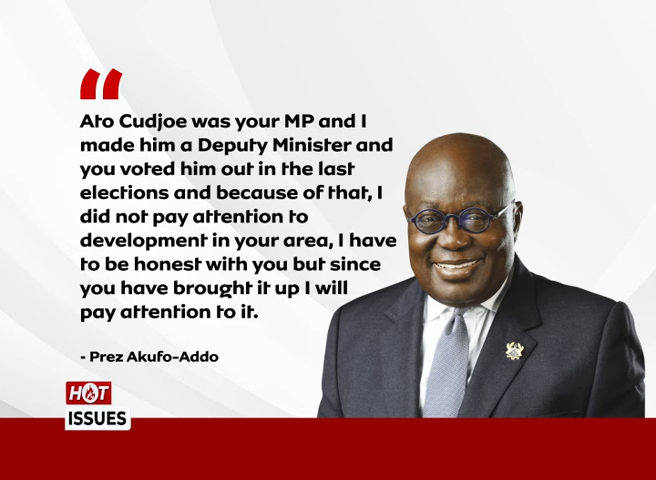 Ato Cudjoe was your MP and I
made him a Deputy Minister and
you voted him out in the last
elections and because of that, I
did not pay attention to
development in your area, I have
to be honest with you but since
you have brought it up I will
pay attention to it.
- Prez Akufo-Addo
HOT
ISSUES